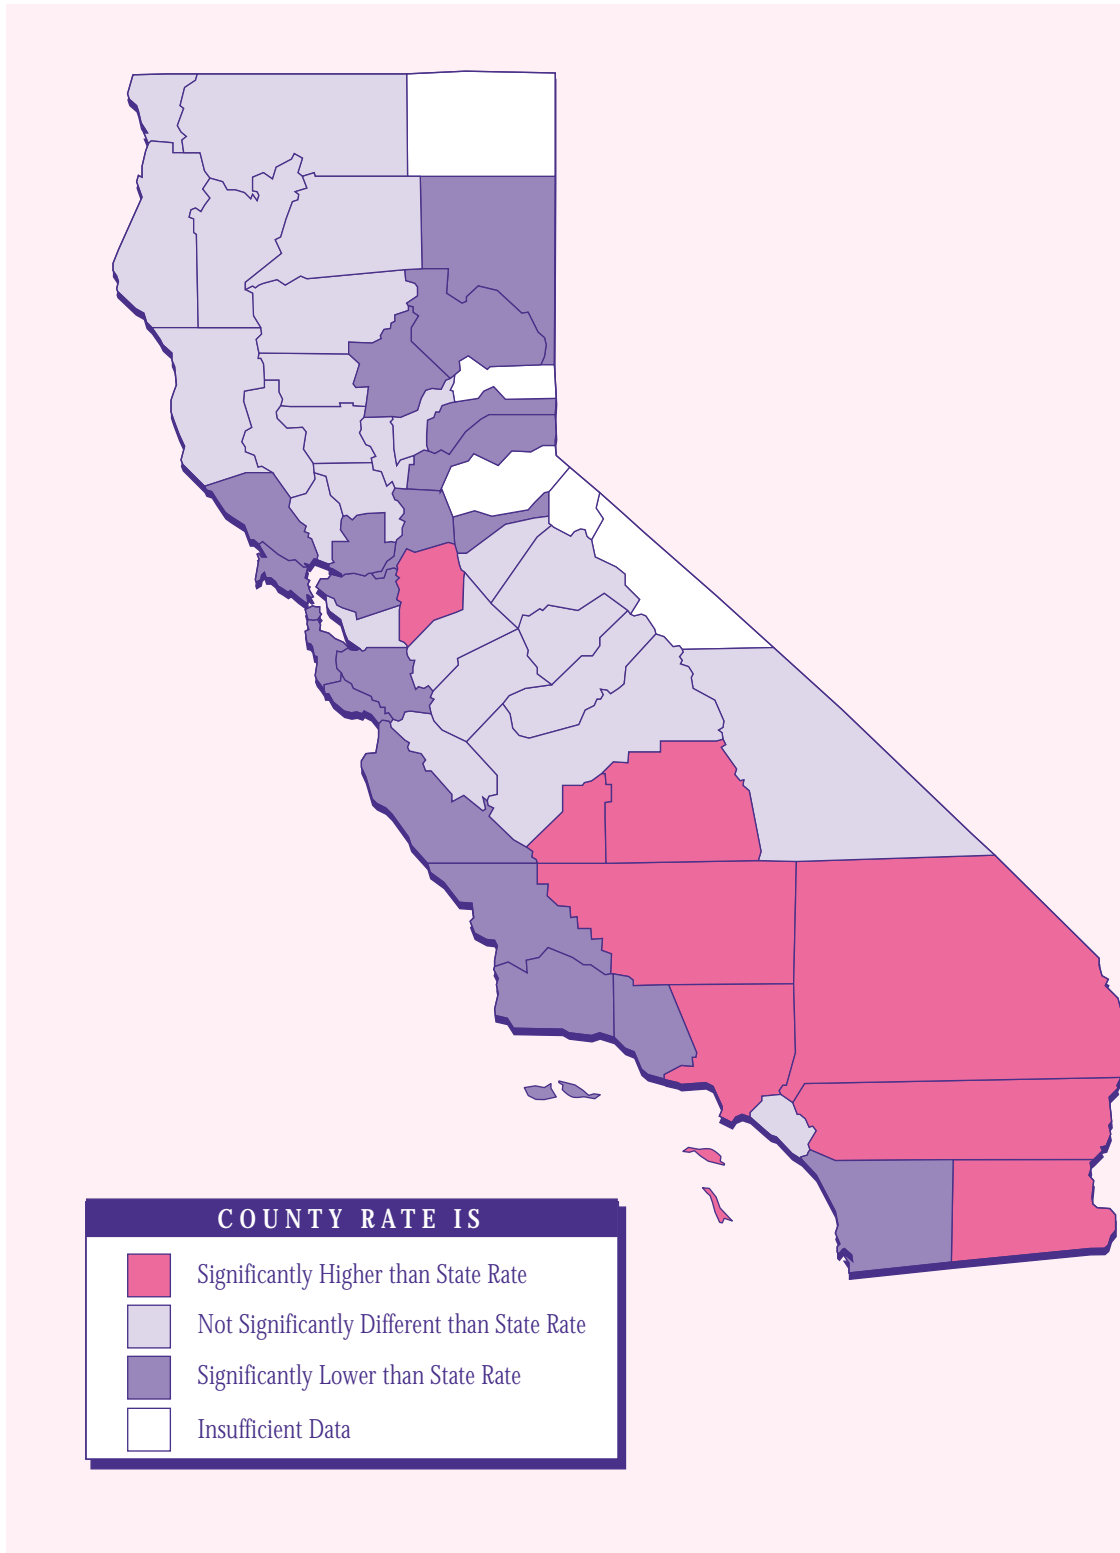 COUNTY RATE IS
Significantly Higher than State Rate
Not Significantly Different than State Rate
Significantly Lower than State Rate
Insufficient Data